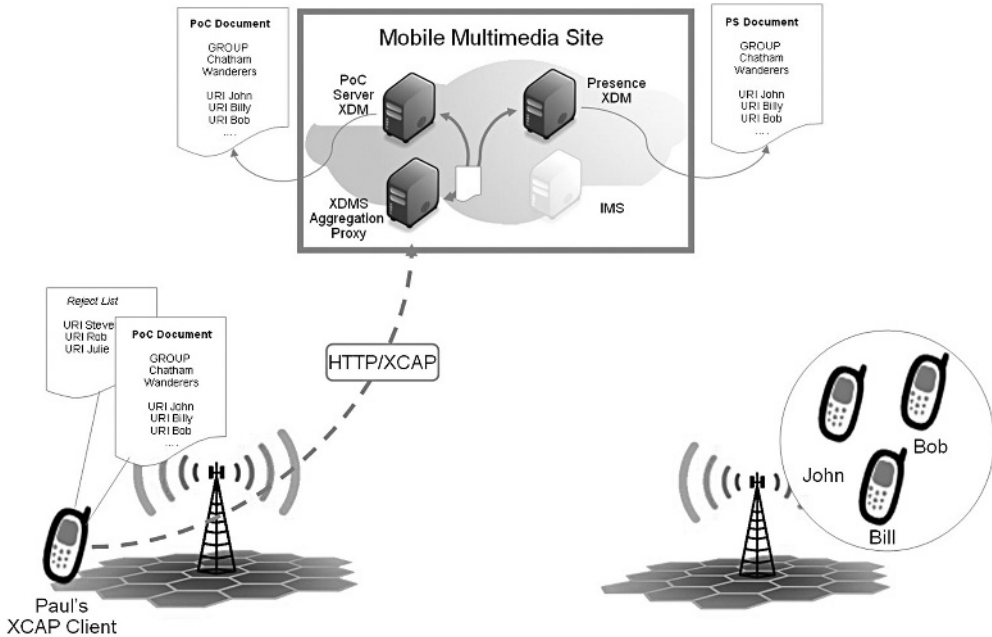 PoC Document
GROUP
Chatham
Wanderers
URI John
URI Billy
URI Bob
....
Mobile Multimedia Site
PoC
Server
XDM
Presence
XDM
XDMS
Aggregation
Proxy
IMS
PS Document
GROUP
Chatham
Wanderers
URI John
URI Billy
URI Bob
....
Reject List
URI Steve
URI Rob
URI Julie
PoC Document
GROUP
Chatham
Wanderers
URI John
URI Billy
URI Bob
....
HTTP/XCAP
Paul's
XCAP Client
John
Bob
Bill